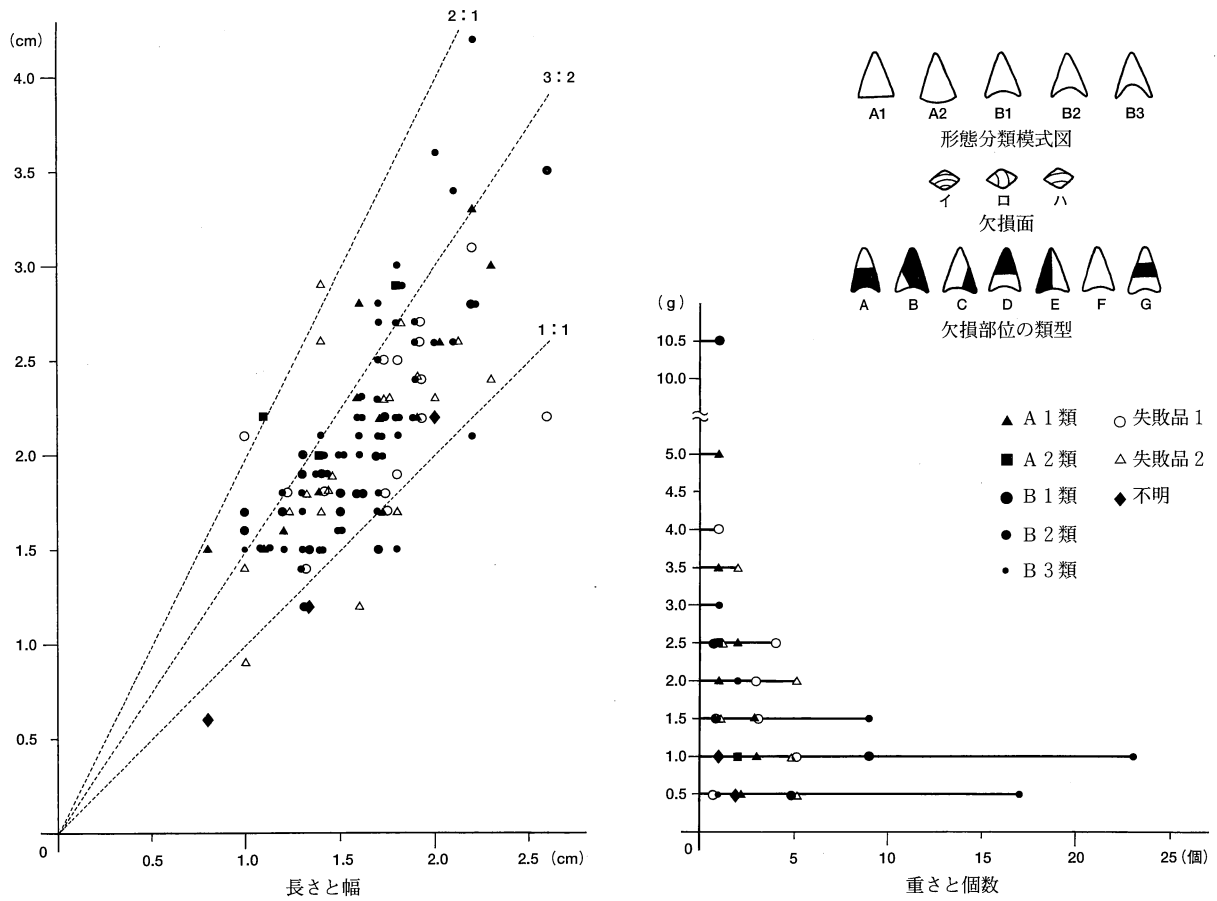 (cm)
4.0
3.5
3.0
2.5
2.0
1.5
1.0
0.5
0
0.5
1.0
1.5
2.0
2.5
(cm)
2：1
3：2
1：1
長さと幅
A1 A2 B1 B2 B3
形態分類模式図
イ ロ ハ
欠損面
A B C D E F G
欠損部位の類型
(g)
10.5
10.0
5.0
4.5
4.0
3.5
3.0
2.5
2.0
1.5
1.0
0.5
0
5
10
15
20
25(個)
重さと個数
A1類
A2類
B1類
B2類
B3類
失敗品1
失敗品2
不明